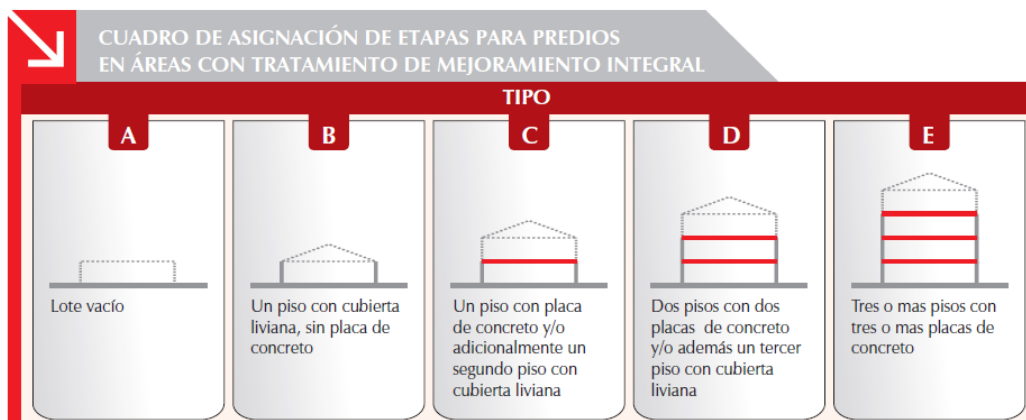 CUADRO DE ASIGNACIÓN DE ETAPAS PARA PREDIOS
EN ÁREAS CON TRATAMIENTO DE MEJORAMIENTO INTEGRAL
TIPO
A
Lote vacío
B
Un piso con cubierta
liviana, sin placa de
concreto
C
Un piso con placa
de concreto y/o
adicionalmente un
segundo piso con
cubierta liviana
D
Dos pisos con dos
placas de concreto
y/o además un tercer
piso con cubierta
liviana
E
Tres o mas pisos con
tres o mas placas de
concreto